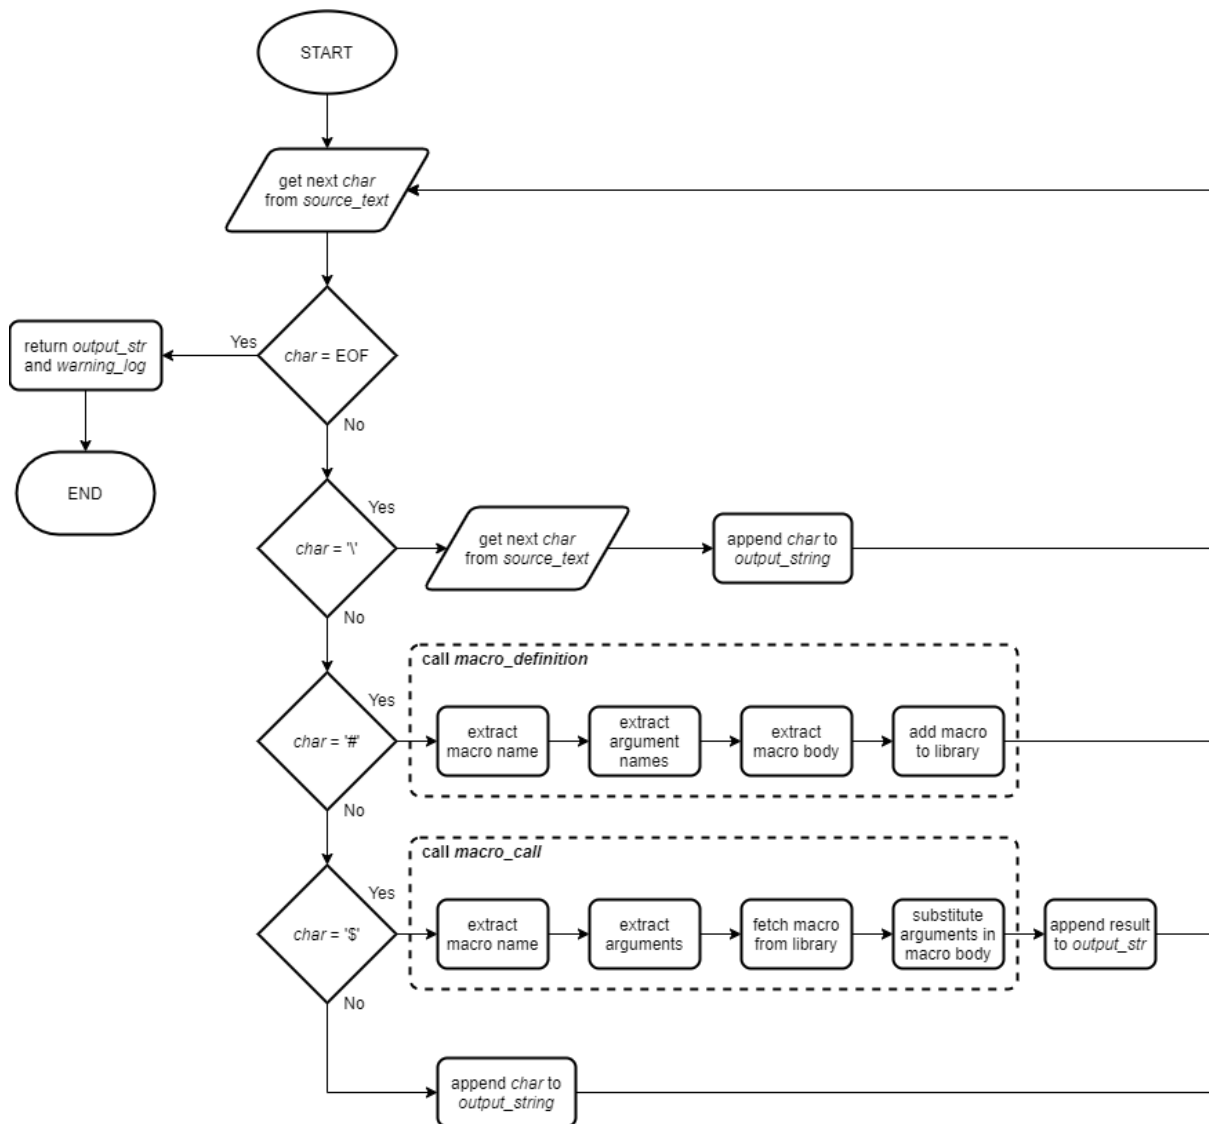 START
get next char
from source_text
char = EOF
Yes
No
return output_str
and warning_log
END
char = '\'
Yes
No
get next char
from source_text
append char to
output_string
char = '#'
Yes
No
call macro_definition
extract
macro name
extract
argument
names
extract
macro body
add macro
to library
char = '$'
Yes
No
call macro_call
extract
macro name
extract
arguments
fetch macro
from library
substitute
arguments in
macro body
append result
to output_str
append char to
output_string